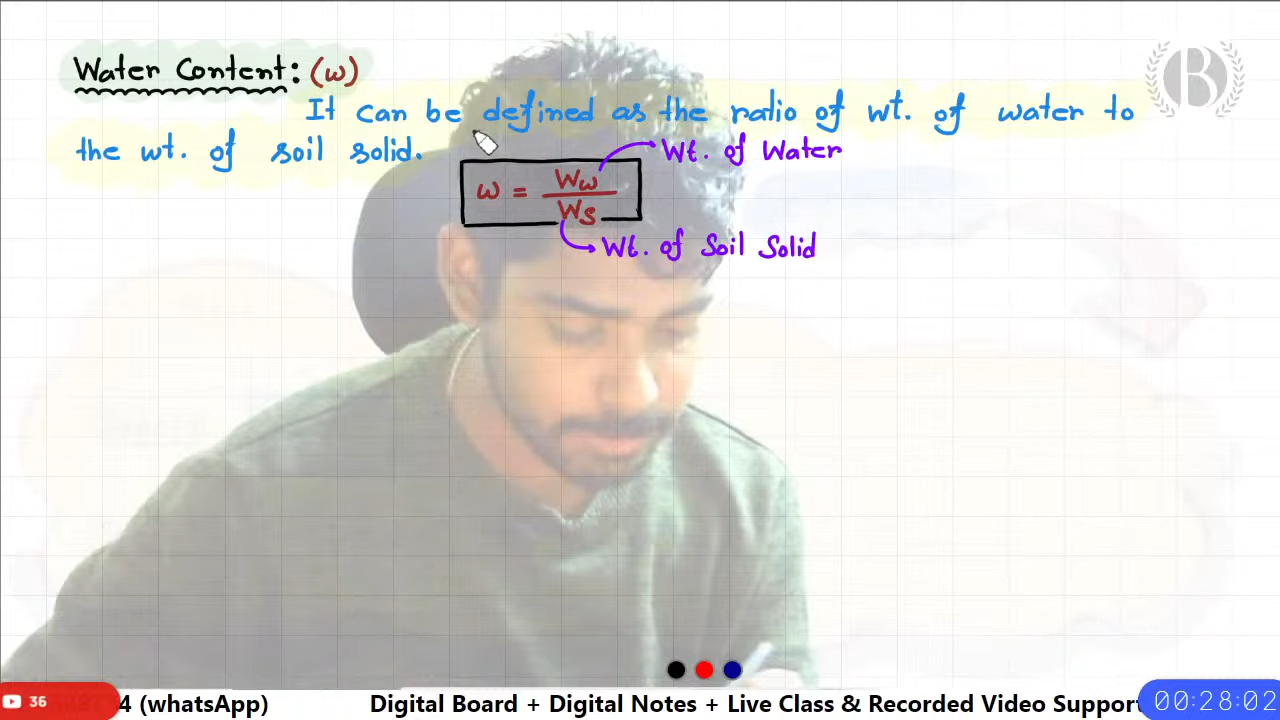 Water Content: (w)
It can be defined as the ratio of wt. of water to
the wt. of soil solid.
Wt. of Water
w = Ww / Ws
Wt. of Soil Solid
B
36
4 (whatsApp)
Digital Board + Digital Notes + Live Class & Recorded Video Suppor
00:28:02